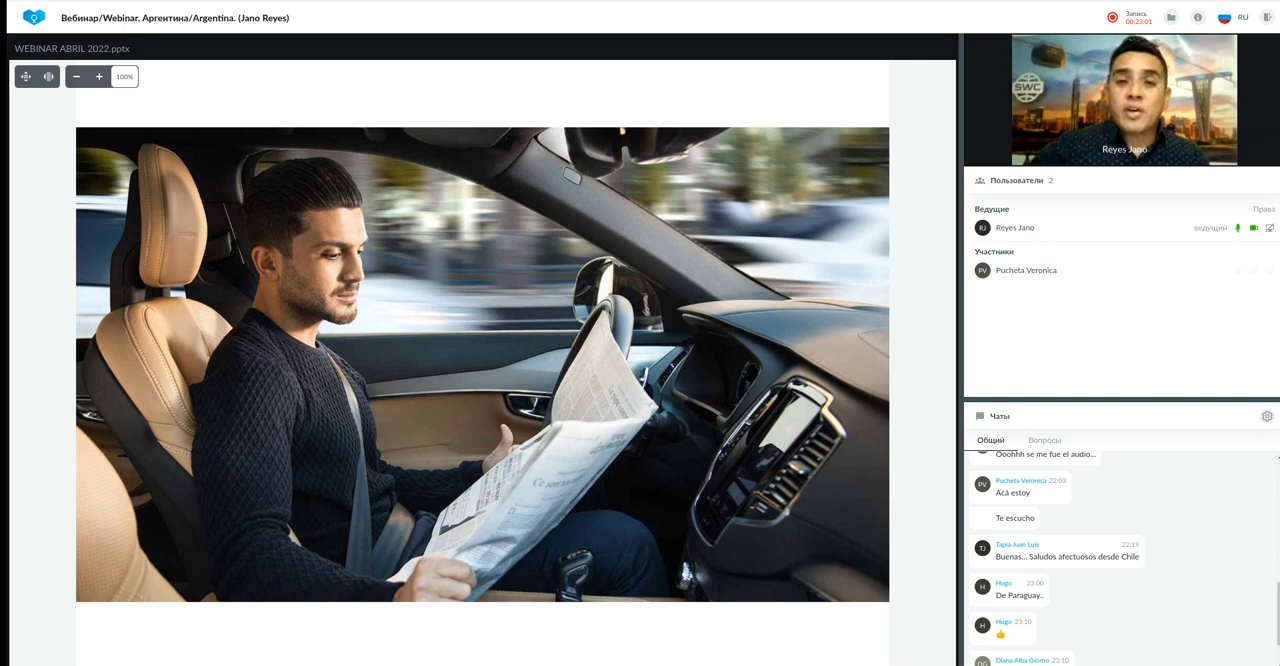 Вебинар/Webinar. Аргентина/Argentina. (Jano Reyes)
Запись
00:23:01
RU
WEBINAR ABRIL 2022.pptx
100%
SWC
Reyes Jano
Пользователи 2
Ведущие Права
RJ Reyes Jano ведущий
Участники
PV Pucheta Veronica
Чаты
Общий Вопросы
Ooohhh se me fue el audio...
PV Pucheta Veronica 22:03
Acá estoy
Te escucho
TJ Tapia Juan Luis 22:19
Buenas... Saludos afectuosos desde Chile
H Hugo 23:00
De Paraguay..
H Hugo 23:10
👍
DG Diana Alba Giorno 23:10